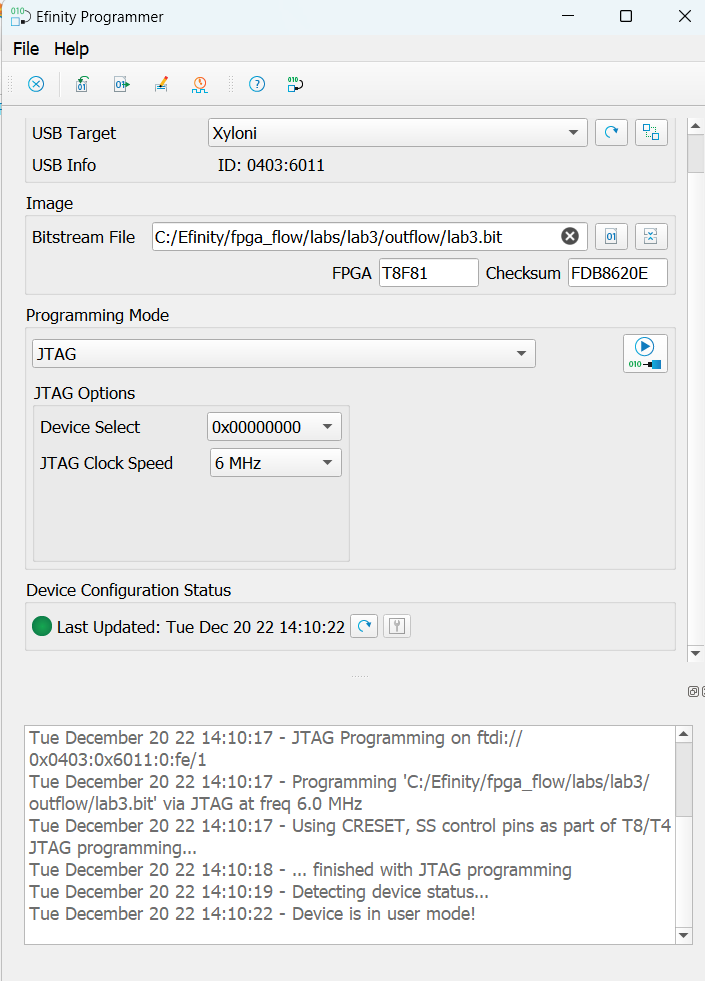 Efinity Programmer
File Help
USB Target Xyloni
USB Info ID: 0403:6011
Image
Bitstream File C:/Efinity/fpga_flow/labs/lab3/outflow/lab3.bit
FPGA T8F81 Checksum FDB8620E
Programming Mode
JTAG
JTAG Options
Device Select 0x00000000
JTAG Clock Speed 6 MHz
Device Configuration Status
Last Updated: Tue Dec 20 22 14:10:22
Tue December 20 22 14:10:17 - JTAG Programming on ftdi://
0x0403:0x6011:0:fe/1
Tue December 20 22 14:10:17 - Programming 'C:/Efinity/fpga_flow/labs/lab3/
outflow/lab3.bit' via JTAG at freq 6.0 MHz
Tue December 20 22 14:10:17 - Using CRESET, SS control pins as part of T8/T4
JTAG programming...
Tue December 20 22 14:10:18 - ... finished with JTAG programming
Tue December 20 22 14:10:19 - Detecting device status...
Tue December 20 22 14:10:22 - Device is in user mode!